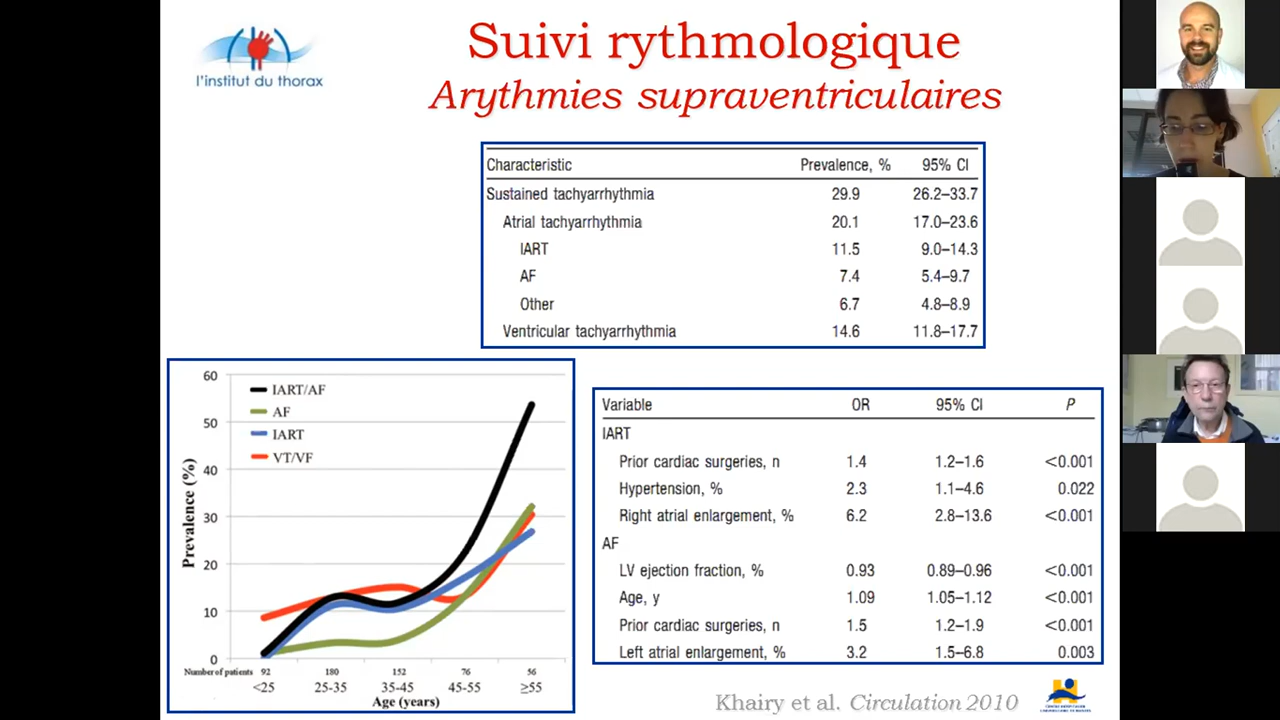 l'institut du thorax
Suivi rythmologique
Arythmies supraventriculaires
Characteristic Prevalence, % 95% CI
Sustained tachyarrhythmia 29.9 26.2–33.7
Atrial tachyarrhythmia 20.1 17.0–23.6
IART 11.5 9.0–14.3
AF 7.4 5.4–9.7
Other 6.7 4.8–8.9
Ventricular tachyarrhythmia 14.6 11.8–17.7
60
50
40
30
20
10
0
Prevalence (%)
IART/AF
AF
IART
VT/VF
Number of patients 92 180 152 76 56
<25 25-35 35-45 45-55 ≥55
Age (years)
Variable OR 95% CI P
IART
Prior cardiac surgeries, n 1.4 1.2–1.6 <0.001
Hypertension, % 2.3 1.1–4.6 0.022
Right atrial enlargement, % 6.2 2.8–13.6 <0.001
AF
LV ejection fraction, % 0.93 0.89–0.96 <0.001
Age, y 1.09 1.05–1.12 <0.001
Prior cardiac surgeries, n 1.5 1.2–1.9 <0.001
Left atrial enlargement, % 3.2 1.5–6.8 0.003
Khairy et al. Circulation 2010